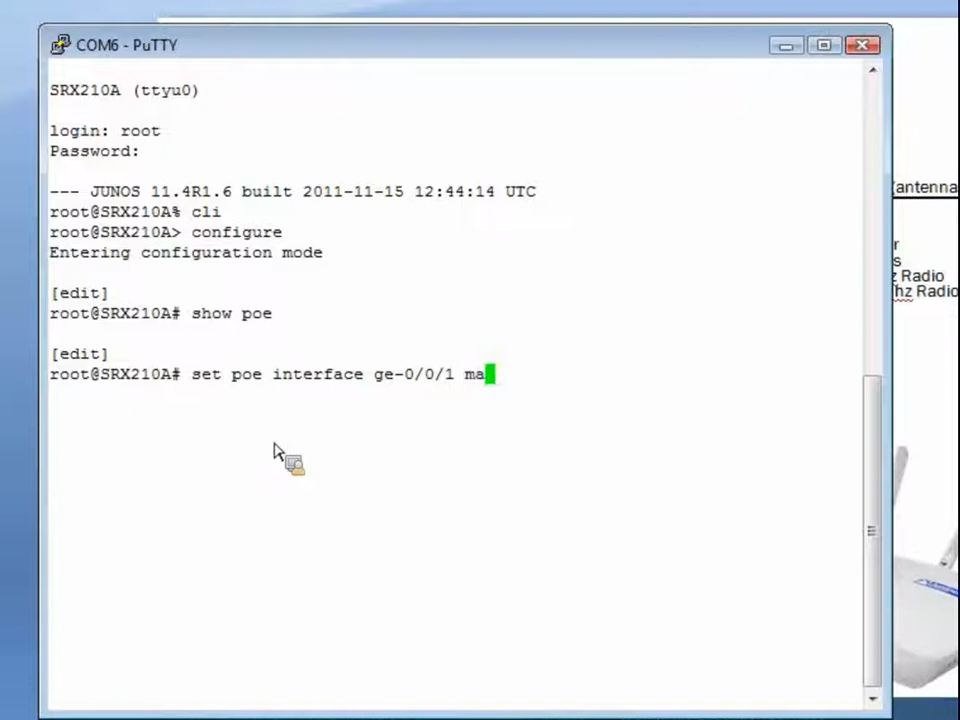 COM6 - PuTTY
SRX210A (ttyu0)
login: root
Password:
--- JUNOS 11.4R1.6 built 2011-11-15 12:44:14 UTC
root@SRX210A% cli
root@SRX210A> configure
Entering configuration mode
[edit]
root@SRX210A# show poe
[edit]
root@SRX210A# set poe interface ge-0/0/1 ma
(antenna
Radio
hz Radio